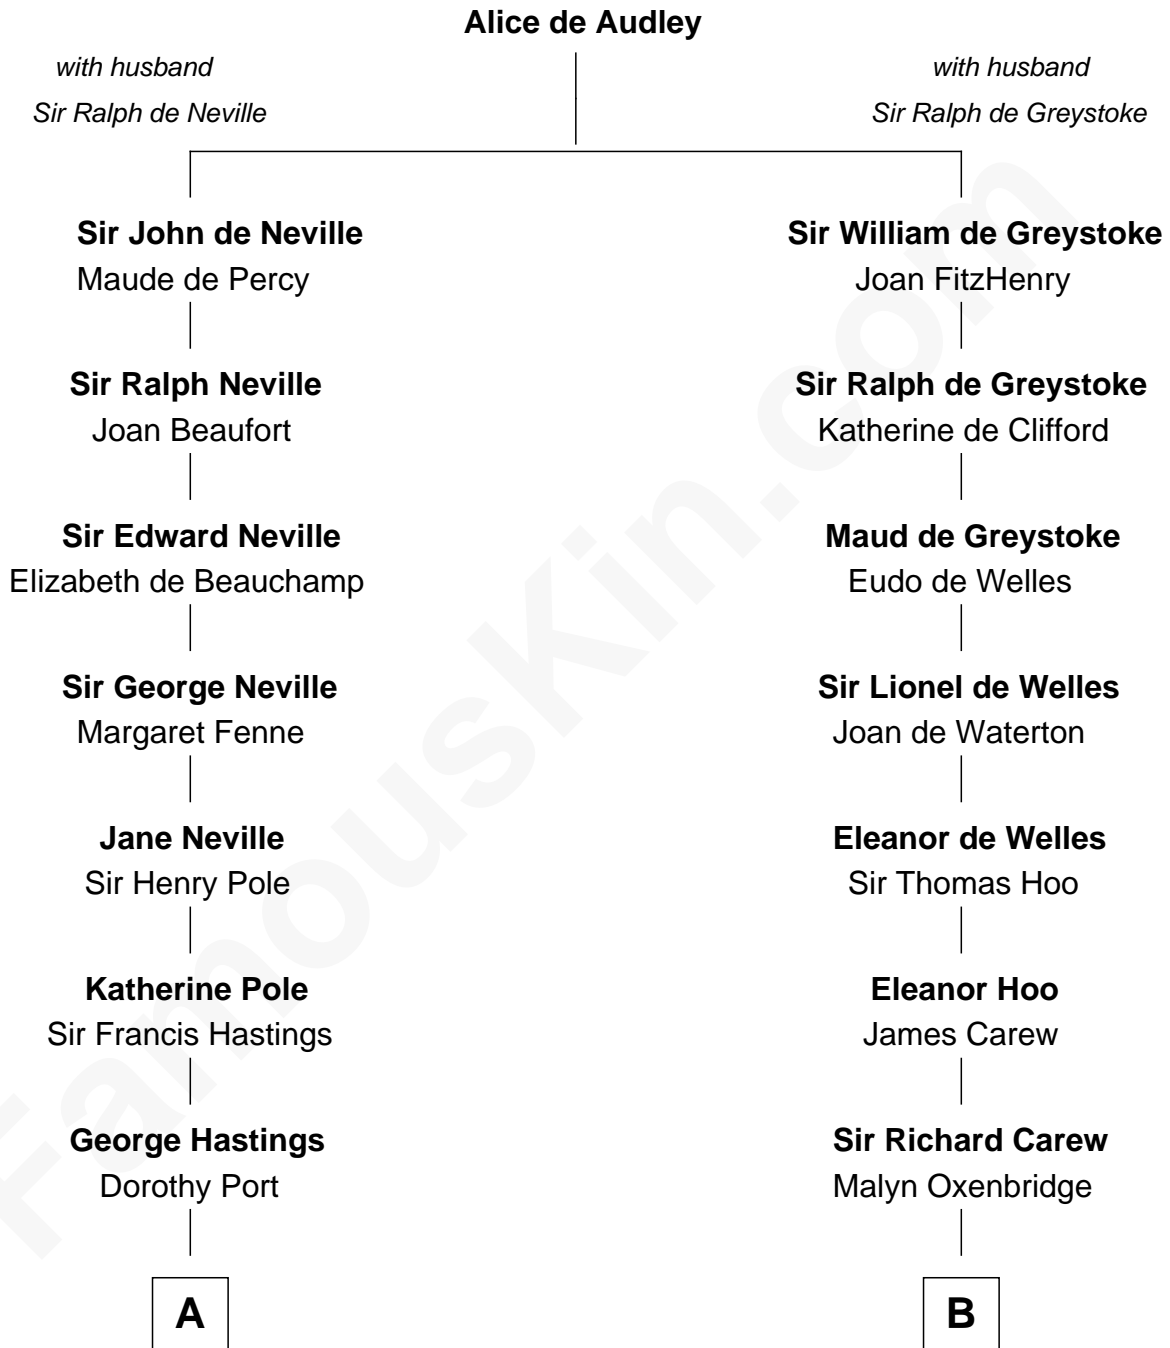 Alice de Audley
with husband
Sir Ralph de Neville
with husband
Sir Ralph de Greystoke
Sir John de Neville
Maude de Percy
Sir Ralph Neville
Joan Beaufort
Sir Edward Neville
Elizabeth de Beauchamp
Sir George Neville
Margaret Fenne
Jane Neville
Sir Henry Pole
Katherine Pole
Sir Francis Hastings
George Hastings
Dorothy Port
A
Sir William de Greystoke
Joan FitzHenry
Sir Ralph de Greystoke
Katherine de Clifford
Maud de Greystoke
Eudo de Welles
Sir Lionel de Welles
Joan de Waterton
Eleanor de Welles
Sir Thomas Hoo
Eleanor Hoo
James Carew
Sir Richard Carew
Malyn Oxenbridge
B
FamousKin.com